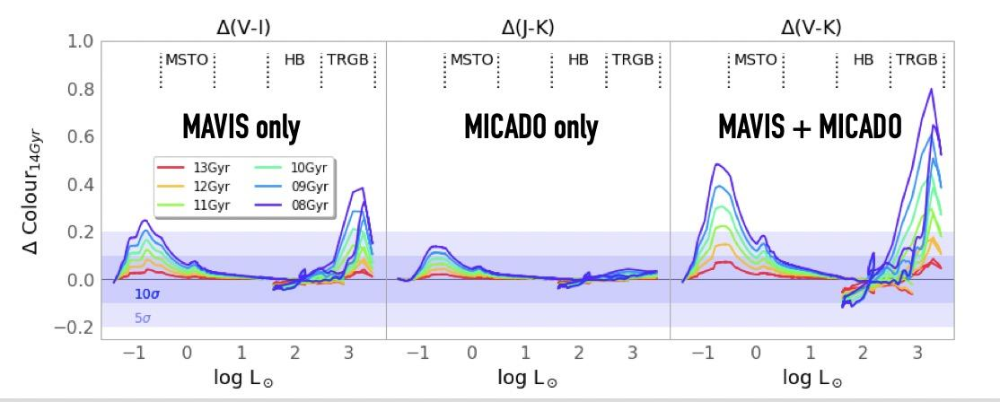 Δ(V-I) Δ(J-K) Δ(V-K)
1.0
MSTO HB TRGB MSTO HB TRGB MSTO HB TRGB
0.8
MAVIS only MICADO only MAVIS + MICADO
0.6
13Gyr 10Gyr
12Gyr 09Gyr
11Gyr 08Gyr
0.4
Δ Colour₁₄Gyr
0.2
0.0
10σ
5σ
−0.2
−1 0 1 2 3 −1 0 1 2 3 −1 0 1 2 3
log L☉ log L☉ log L☉